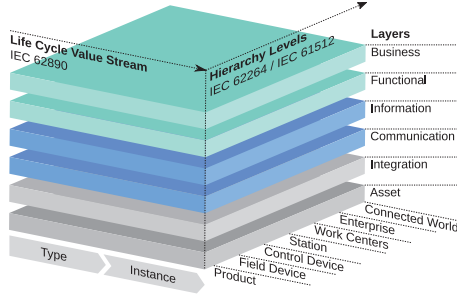 Life Cycle Value Stream
IEC 62890
Hierarchy Levels
IEC 62264 / IEC 61512
Layers
Business
Functional
Information
Communication
Integration
Asset
Connected World
Enterprise
Work Centers
Station
Control Device
Field Device
Product
Type
Instance